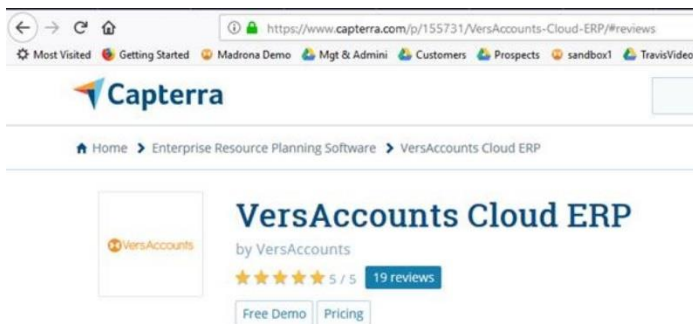 https://www.capterra.com/p/155731/VersAccounts-Cloud-ERP/#reviews
Most Visited Getting Started Madrona Demo Mgt & Admini Customers Prospects sandbox1 TravisVideo
Capterra
Home > Enterprise Resource Planning Software > VersAccounts Cloud ERP
VersAccounts
VersAccounts Cloud ERP
by VersAccounts
5 / 5 19 reviews
Free Demo Pricing